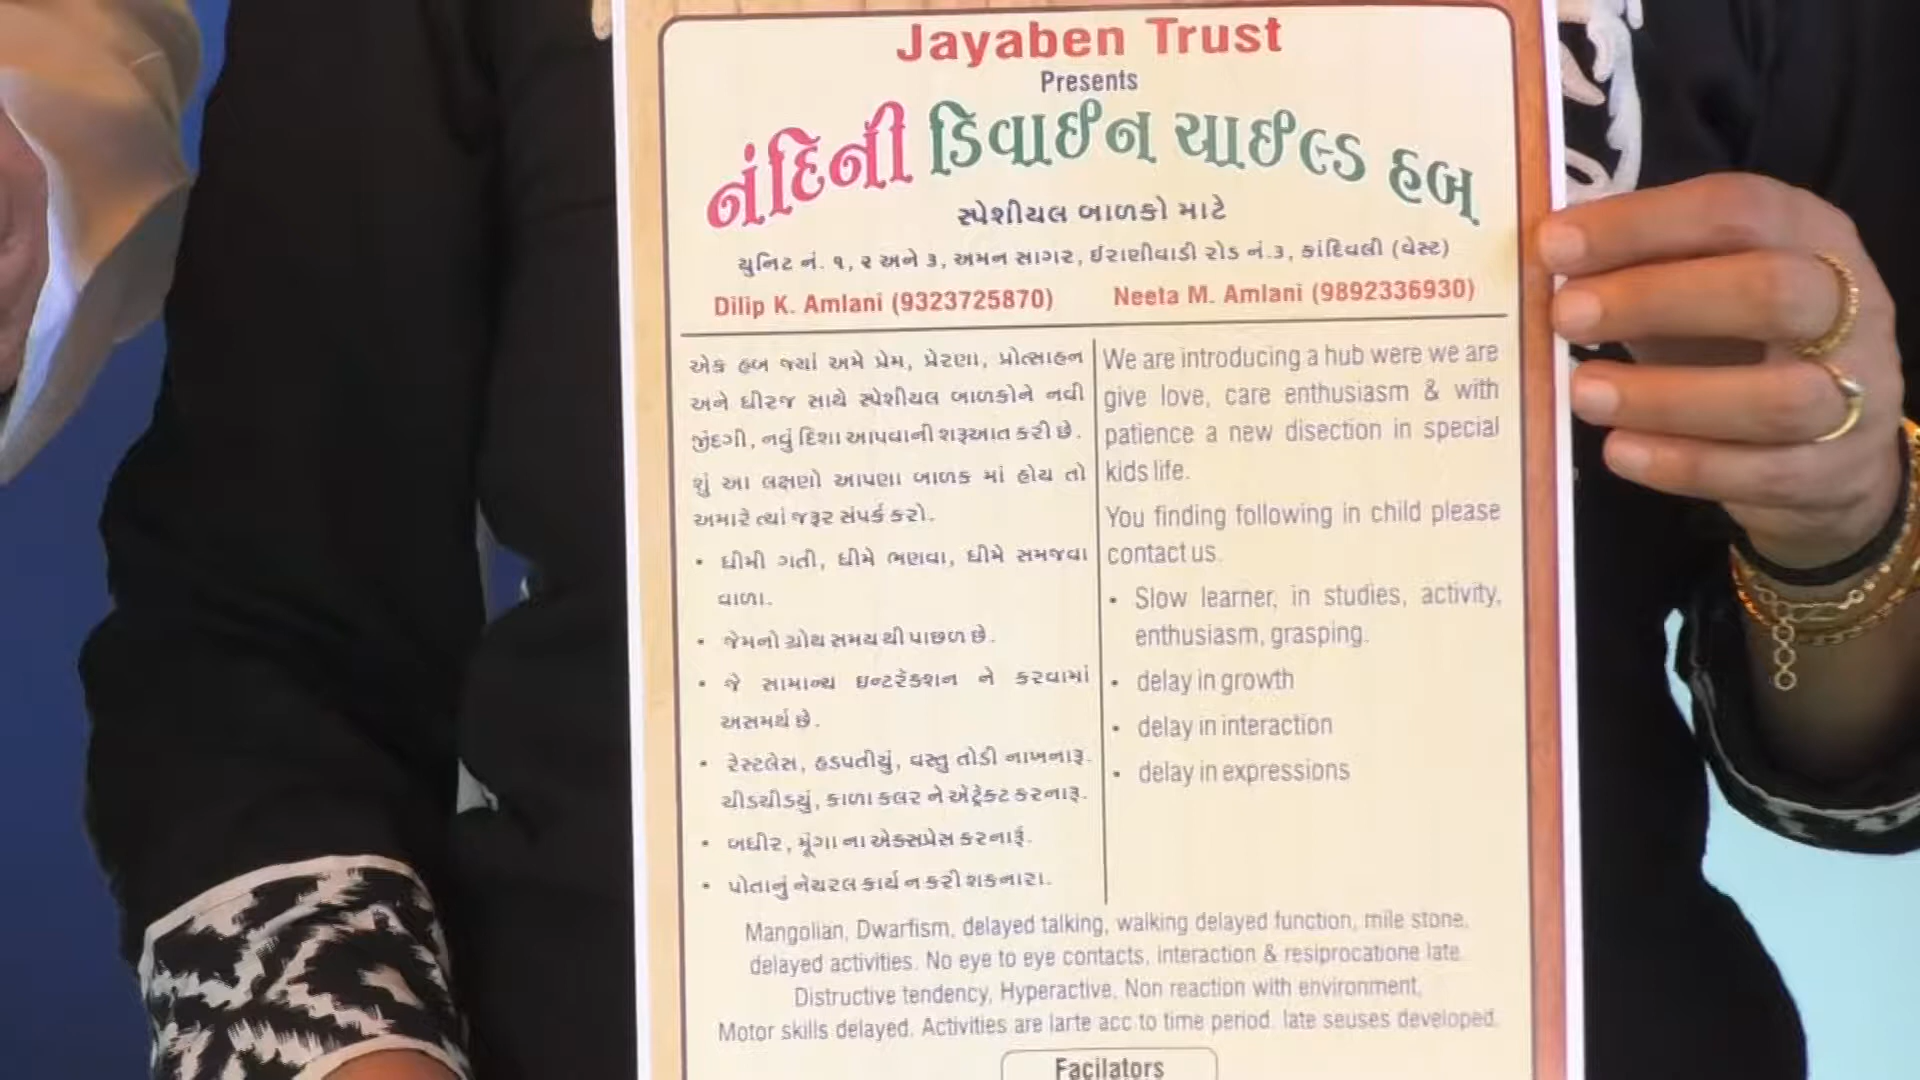 Jayaben Trust
Presents
નંદિની ડિવાઈન ચાઈલ્ડ હબ્
સ્પેશીયલ બાળકો માટે
યુનિટ નં. ૧, ૨ અને ૩, અમન સાગર, ઈરાણીવાડી રોડ નં.૩, કાંદિવલી (વેસ્ટ)
Dilip K. Amlani (9323725870) Neeta M. Amlani (9892336930)
એક હબ જ્યાં અમે પ્રેમ, પ્રેરણા, પ્રોત્સાહન
અને ધીરજ સાથે સ્પેશીયલ બાળકોને નવી
જીંદગી, નવું દિશા આપવાની શરૂઆત કરી છે.
શું આ લક્ષણો આપણા બાળક માં હોય તો
અમારે ત્યાં જરૂર સંપર્ક કરો.
• ધીમી ગતી, ધીમે ભણવા, ધીમે સમજવા
વાળા.
• જેમનો ગ્રોથ સમય થી પાછળ છે.
• જે સામાન્ય ઇન્ટરેંકશન ને કરવામાં
અસમર્થ છે.
• રેસ્ટલેસ, હડપતીયું, વસ્તુ તોડી નાખનારૂ.
ચીડચીડયું, કાળા કલર ને એંટ્રેકટ કરનારૂ.
• બધીર, મૂંગા ના એક્સપ્રેસ કરનારૂં.
• પોતાનું નેચરલ કાર્ય ન કરી શકનારા.
We are introducing a hub were we are
give love, care enthusiasm & with
patience a new disection in special
kids life.
You finding following in child please
contact us.
• Slow learner, in studies, activity,
enthusiasm, grasping.
• delay in growth
• delay in interaction
• delay in expressions
Mangolian, Dwarfism, delayed talking, walking delayed function, mile stone,
delayed activities. No eye to eye contacts, interaction & resiprocatione late
Distructive tendency, Hyperactive, Non reaction with environment,
Motor skills delayed, Activities are larte acc to time period. late seuses developed.
Facilators